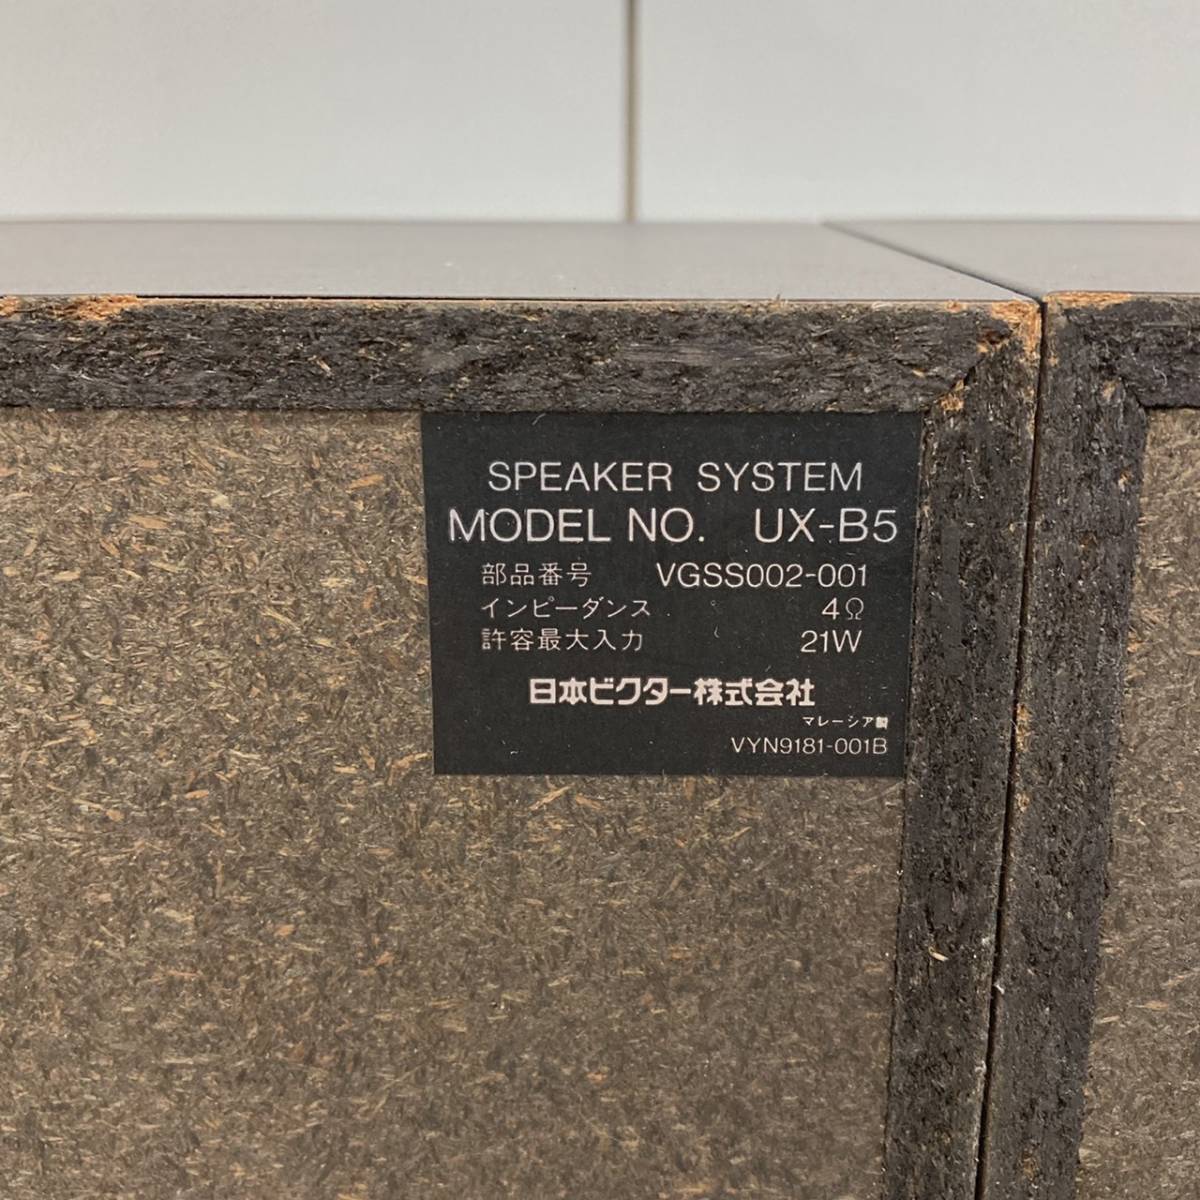 SPEAKER SYSTEM
MODEL NO. UX-B5
部品番号 VGSS002-001
インピーダンス 4Ω
許容最大入力 21W
日本ビクター株式会社
マレーシア製
VYN9181-001B